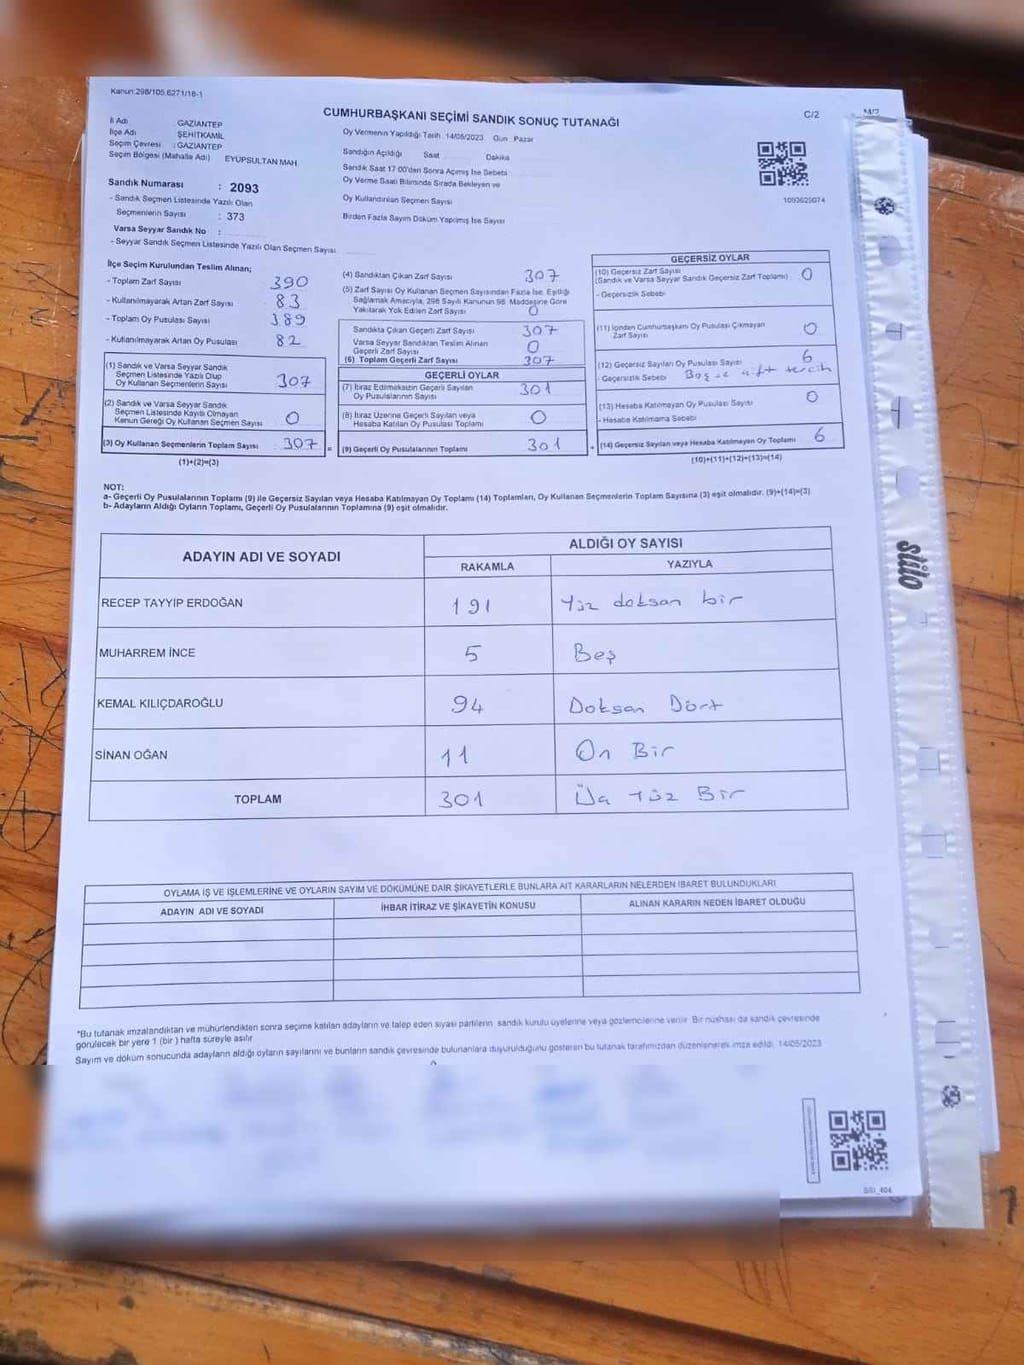 Kanun:298/105.6271/18-1
CUMHURBAŞKANI SEÇİMİ SANDIK SONUÇ TUTANAĞI
C/2
İl Adı GAZİANTEP
İlçe Adı ŞEHİTKAMİL
Seçim Çevresi : GAZİANTEP
Seçim Bölgesi (Mahalle Adı) EYÜPSULTAN MAH.
Sandık Numarası : 2093
- Sandık Seçmen Listesinde Yazılı Olan
Seçmenlerin Sayısı : 373
Varsa Seyyar Sandık No :
- Seyyar Sandık Seçmen Listesinde Yazılı Olan Seçmen Sayısı
Oy Vermenin Yapıldığı Tarih : 14/05/2023 Gün : Pazar
Sandığın Açıldığı Saat Dakika
Sandık Saat 17:00'den Sonra Açımış İse Sebebi
Oy Verme Saati Bitiminde Sırada Bekleyen ve
Oy Kullandırılan Seçmen Sayısı
Birden Fazla Sayım Döküm Yapılmış İse Sayısı
1093629074
İlçe Seçim Kurulundan Teslim Alınan;
- Toplam Zarf Sayısı 390
- Kullanılmayarak Artan Zarf Sayısı 83
- Toplam Oy Pusulası Sayısı 389
- Kullanılmayarak Artan Oy Pusulası 82
(1) Sandık ve Varsa Seyyar Sandık
Seçmen Listesinde Yazılı Olup
Oy Kullanan Seçmenlerin Sayısı 307
(2) Sandık ve Varsa Seyyar Sandık
Seçmen Listesinde Kayıtlı Olmayan
Kanun Gereği Oy Kullanan Seçmen Sayısı 0
(3) Oy Kullanan Seçmenlerin Toplam Sayısı 307 =
(1)+(2)=(3)
(4) Sandıktan Çıkan Zarf Sayısı 307
(5) Zarf Sayısı Oy Kullanan Seçmen Sayısından Fazla İse, Eşitliği
Sağlamak Amacıyla, 298 Sayılı Kanunun 98. Maddesine Göre
Yakılarak Yok Edilen Zarf Sayısı 0
Sandıkta Çıkan Geçerli Zarf Sayısı 307
Varsa Seyyar Sandıktan Teslim Alınan
Geçerli Zarf Sayısı 0
(6) Toplam Geçerli Zarf Sayısı 307
GEÇERLİ OYLAR
(7) İtiraz Edilmeksizin Geçerli Sayılan
Oy Pusulalarının Sayısı 301
(8) İtiraz Üzerine Geçerli Sayılan veya
Hesaba Katılan Oy Pusulası Toplamı 0
(9) Geçerli Oy Pusulalarının Toplamı 301 +
GEÇERSİZ OYLAR
(10) Geçersiz Zarf Sayısı
(Sandık ve Varsa Seyyar Sandık Geçersiz Zarf Toplamı) 0
- Geçersizlik Sebebi
(11) İçinden Cumhurbaşkanı Oy Pusulası Çıkmayan
Zarf Sayısı 0
(12) Geçersiz Sayılan Oy Pusulası Sayısı 6
- Geçersizlik Sebebi Boş ve çift tercih
(13) Hesaba Katılmayan Oy Pusulası Sayısı 0
- Hesaba Katılmama Sebebi
(14) Geçersiz Sayılan veya Hesaba Katılmayan Oy Toplamı 6
(10)+(11)+(12)+(13)=(14)
NOT:
a- Geçerli Oy Pusulalarının Toplamı (9) ile Geçersiz Sayılan veya Hesaba Katılmayan Oy Toplamı (14) Toplamları, Oy Kullanan Seçmenlerin Toplam Sayısına (3) eşit olmalıdır. (9)+(14)=(3)
b- Adayların Aldığı Oyların Toplamı, Geçerli Oy Pusulalarının Toplamına (9) eşit olmalıdır.
ADAYIN ADI VE SOYADI
ALDIĞI OY SAYISI
RAKAMLA YAZIYLA
RECEP TAYYİP ERDOĞAN 191 Yüz doksan bir
MUHARREM İNCE 5 Beş
KEMAL KILIÇDAROĞLU 94 Doksan Dört
SİNAN OĞAN 11 On Bir
TOPLAM 301 Üç Yüz Bir
OYLAMA İŞ VE İŞLEMLERİNE VE OYLARIN SAYIM VE DÖKÜMÜNE DAİR ŞİKAYETLERLE BUNLARA AİT KARARLARIN NELERDEN İBARET BULUNDUKLARI
ADAYIN ADI VE SOYADI İHBAR İTİRAZ VE ŞİKAYETİN KONUSU ALINAN KARARIN NEDEN İBARET OLDUĞU
*Bu tutanak imzalandıktan ve mühürlendikten sonra seçime katılan adayların ve talep eden siyasi partilerin sandık kurulu üyelerine veya gözlemcilerine verilir. Bir nüshası da sandık çevresinde
görülecek bir yere 1 (bir) hafta süreyle asılır
Sayım ve döküm sonucunda adayların aldığı oyların sayılarını ve bunların sandık çevresinde bulunanlara duyurulduğunu gösteren bu tutanak tarafımızdan düzenlenerek imza edildi. 14/05/2023
stilo